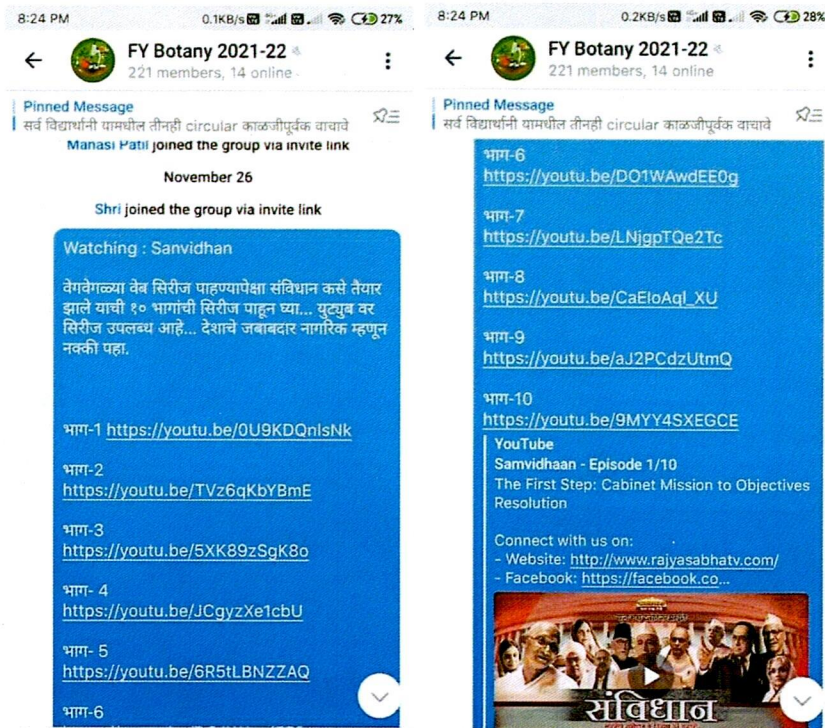 8:24 PM
0.1KB/s
27%
FY Botany 2021-22
221 members, 14 online
Pinned Message
सर्व विद्यार्थांनी यामधील तीनही circular काळजीपूर्वक वाचावे
Manasi Patil joined the group via invite link
November 26
Shri joined the group via invite link
Watching : Sanvidhan
वेगवेगळ्या वेब सिरीज पाहण्यापेक्षा संविधान कसे तैयार
झाले याची १० भागांची सिरीज पाहून घ्या... युट्युब वर
सिरीज उपलब्ध आहे... देशाचे जबाबदार नागरिक म्हणून
नक्की पहा.
भाग-1 https://youtu.be/0U9KDQnIsNk
भाग-2
https://youtu.be/TVz6qKbYBmE
भाग-3
https://youtu.be/5XK89zSgK8o
भाग- 4
https://youtu.be/JCgyzXe1cbU
भाग- 5
https://youtu.be/6R5tLBNZZAQ
भाग-6
8:24 PM
0.2KB/s
28%
FY Botany 2021-22
221 members, 14 online
Pinned Message
सर्व विद्यार्थांनी यामधील तीनही circular काळजीपूर्वक वाचावे
भाग-6
https://youtu.be/DO1WAwdEE0g
भाग-7
https://youtu.be/LNjgpTQe2Tc
भाग-8
https://youtu.be/CaEIoAql_XU
भाग-9
https://youtu.be/aJ2PCdzUtmQ
भाग-10
https://youtu.be/9MYY4SXEGCE
YouTube
Samvidhaan - Episode 1/10
The First Step: Cabinet Mission to Objectives
Resolution
Connect with us on:
- Website: http://www.rajyasabhatv.com/
- Facebook: https://facebook.co...
संविधान